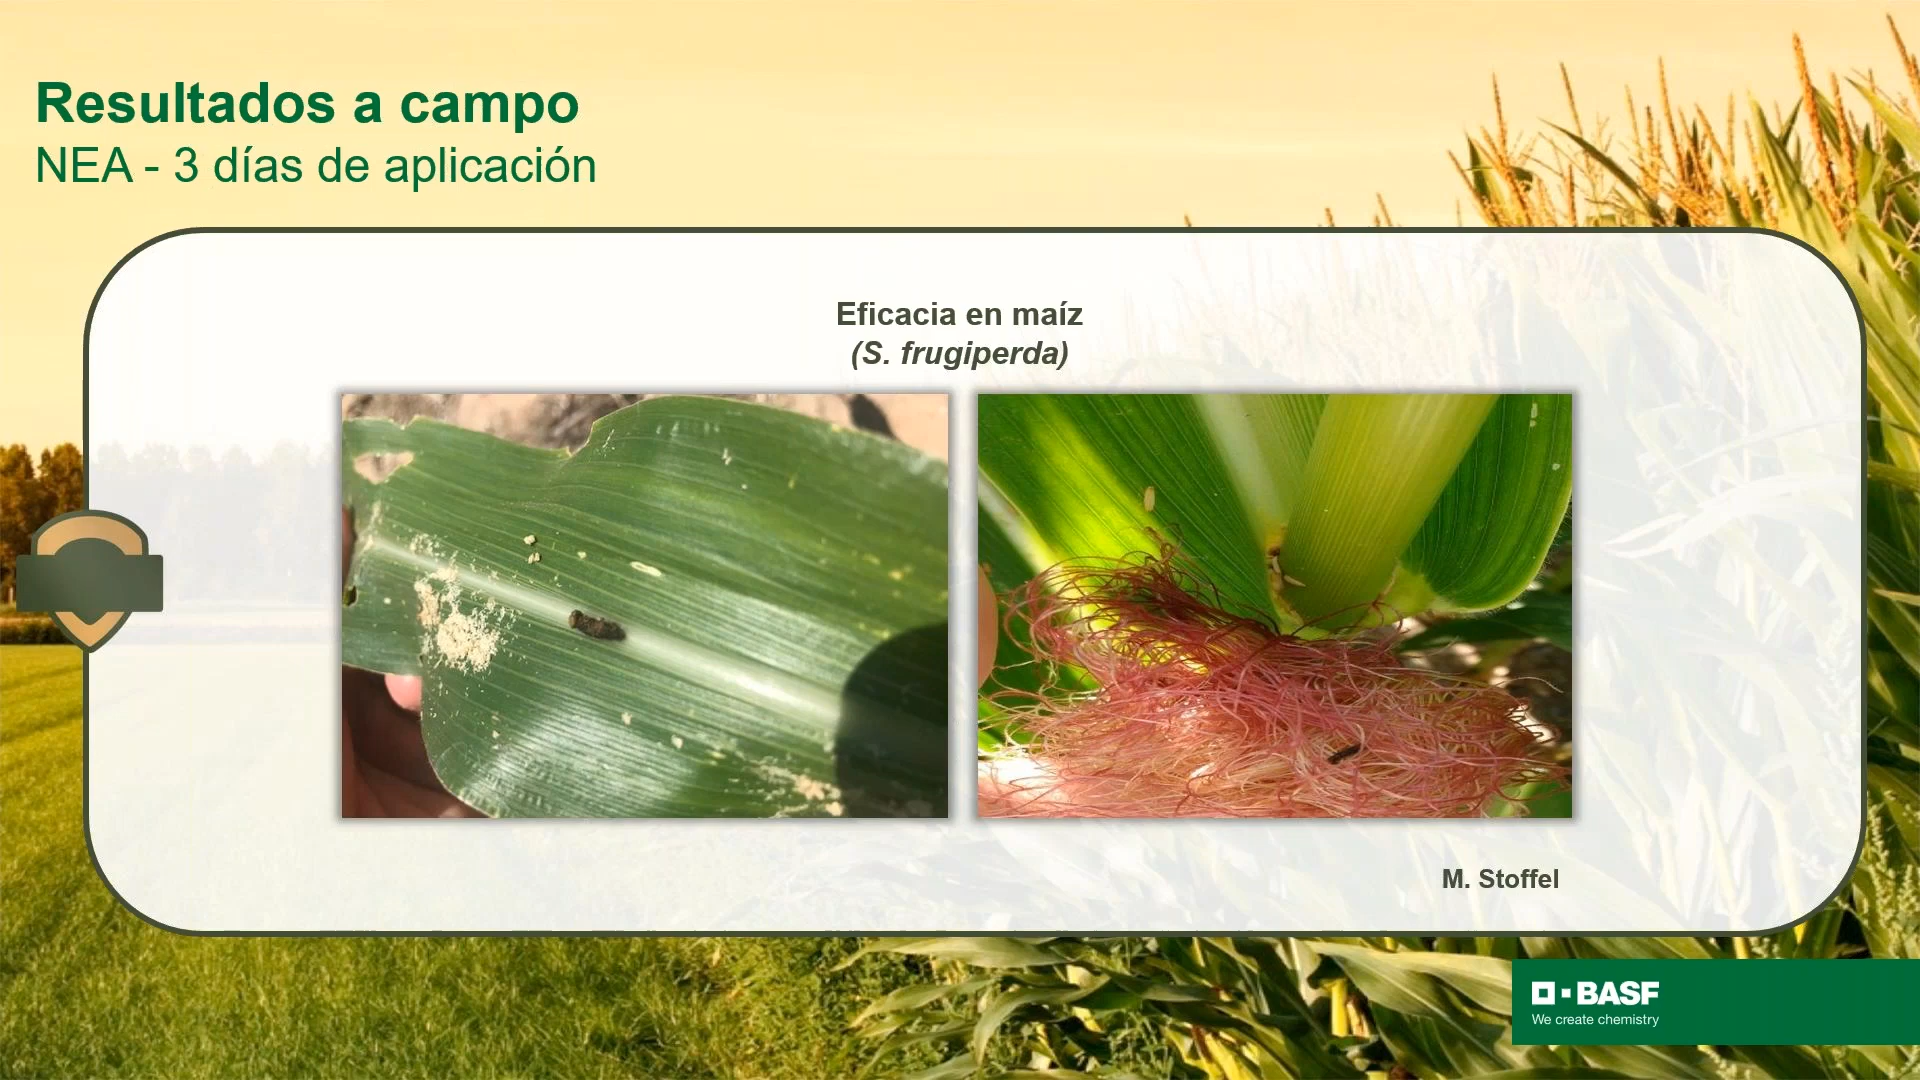 Resultados a campo
NEA - 3 días de aplicación
Eficacia en maíz
(S. frugiperda)
M. Stoffel
BASF
We create chemistry